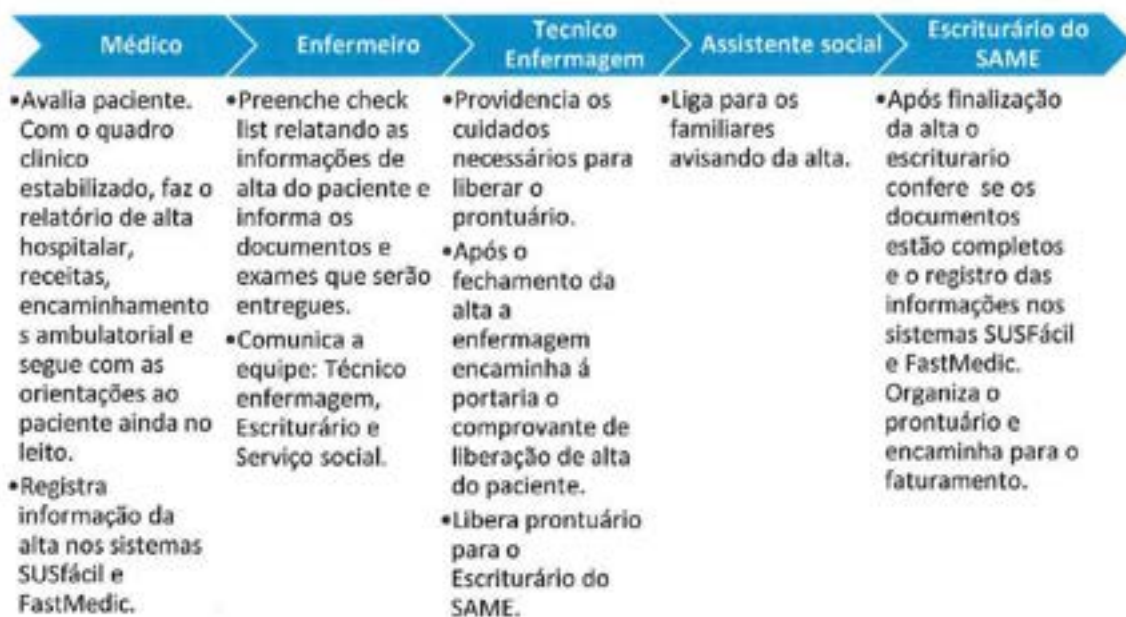 Médico
Enfermeiro
Tecnico
Enfermagem
Assistente social
Escriturário do
SAME
•Avalia paciente.
Com o quadro
clinico
estabilizado, faz o
relatório de alta
hospitalar,
receitas,
encaminhamento
s ambulatorial e
segue com as
orientações ao
paciente ainda no
leito.
•Registra
informação da
alta nos sistemas
SUSfácil e
FastMedic.
•Preenche check
list relatando as
informações de
alta do paciente e
informa os
documentos e
exames que serão
entregues.
•Comunica a
equipe: Técnico
enfermagem,
Escriturário e
Serviço social.
•Providencia os
cuidados
necessários para
liberar o
prontuário.
•Após o
fechamento da
alta a
enfermagem
encaminha á
portaria o
comprovante de
liberação de alta
do paciente.
•Libera prontuário
para o
Escriturário do
SAME.
•Liga para os
familiares
avisando da alta.
•Após finalização
da alta o
escriturario
confere se os
documentos
estão completos
e o registro das
informações nos
sistemas SUSFácil
e FastMedic.
Organiza o
prontuário e
encaminha para o
faturamento.